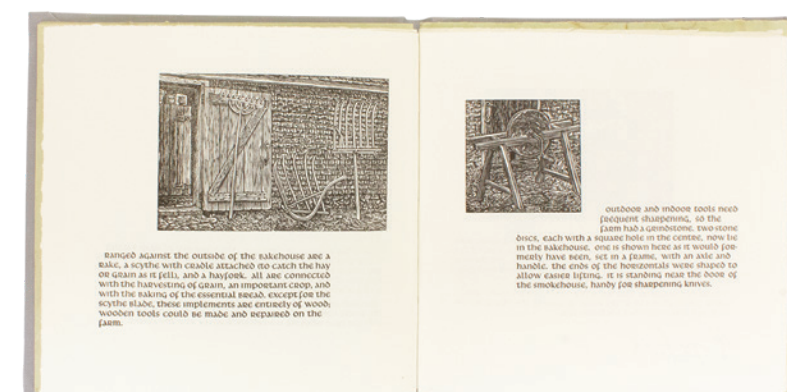 Ranged against the outside of the bakehouse are a
rake, a scythe with cradle attached (to catch the hay
or grain as it fell), and a hayfork. All are connected
with the harvesting of grain, an important crop, and
with the baking of the essential bread. Except for the
scythe blade, these implements are entirely of wood;
wooden tools could be made and repaired on the
farm.
Outdoor and indoor tools need
frequent sharpening, so the
farm had a grindstone. Two stone
discs, each with a square hole in the centre, now lie
in the bakehouse. One is shown here as it would for-
merly have been, set in a frame, with an axle and
handle. The ends of the horizontals were shaped to
allow easier lifting. It is standing near the door of
the smokehouse, handy for sharpening knives.